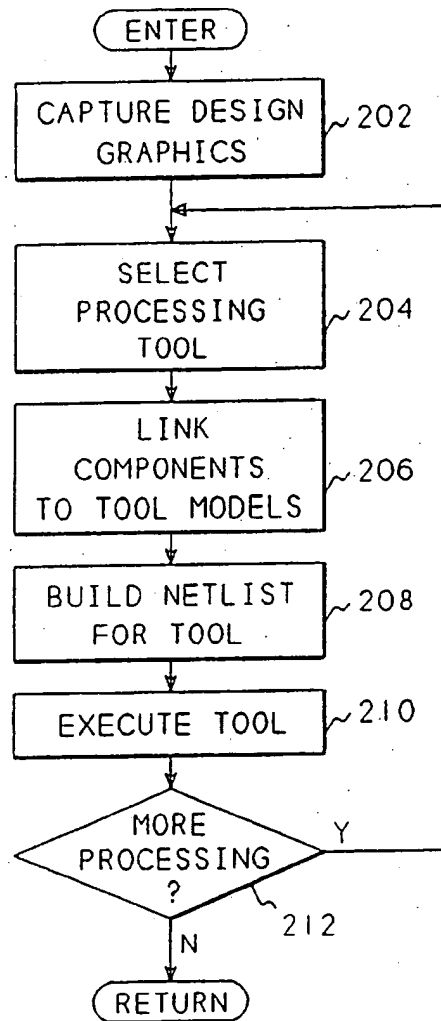 ENTER
CAPTURE DESIGN
GRAPHICS
202
SELECT
PROCESSING
TOOL
204
LINK
COMPONENTS
TO TOOL MODELS
206
BUILD NETLIST
FOR TOOL
208
EXECUTE TOOL
210
MORE
PROCESSING
?
Y
212
N
RETURN